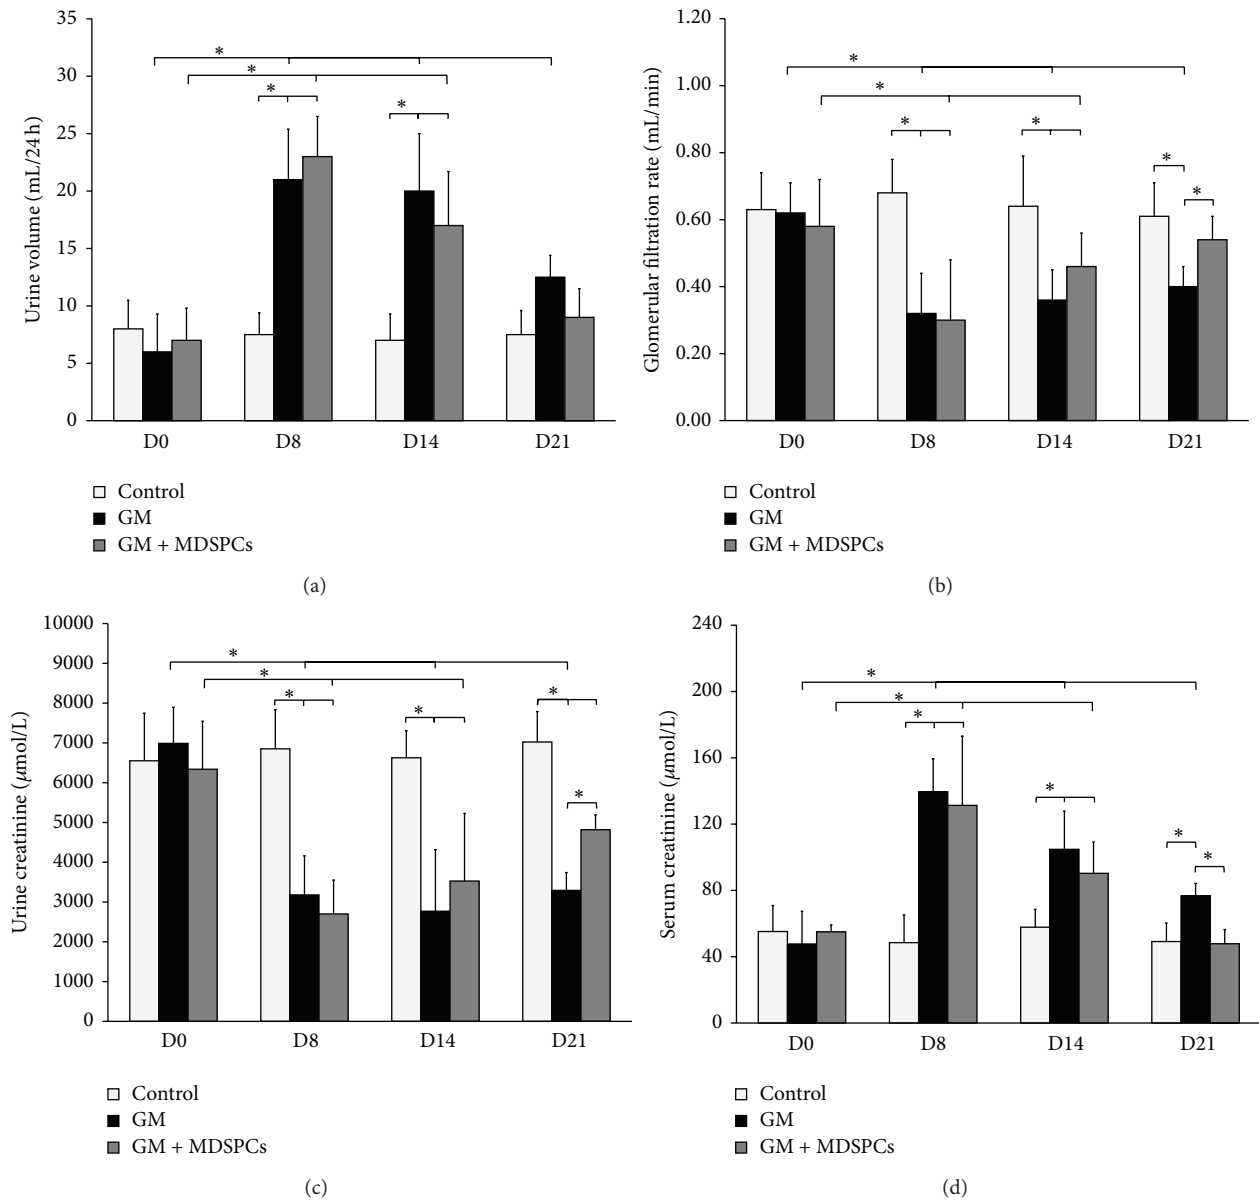 35
30
25
20
15
10
5
0
Urine volume (mL/24 h)
* * * *
D0 D8 D14 D21
Control
GM
GM + MDSPCs
(a)
1.20
1.00
0.80
0.60
0.40
0.20
0.00
Glomerular filtration rate (mL/min)
* * * * * *
D0 D8 D14 D21
Control
GM
GM + MDSPCs
(b)
10000
9000
8000
7000
6000
5000
4000
3000
2000
1000
0
Urine creatinine (μmol/L)
* * * * * *
D0 D8 D14 D21
Control
GM
GM + MDSPCs
(c)
240
200
160
120
80
40
0
Serum creatinine (μmol/L)
* * * * * *
D0 D8 D14 D21
Control
GM
GM + MDSPCs
(d)